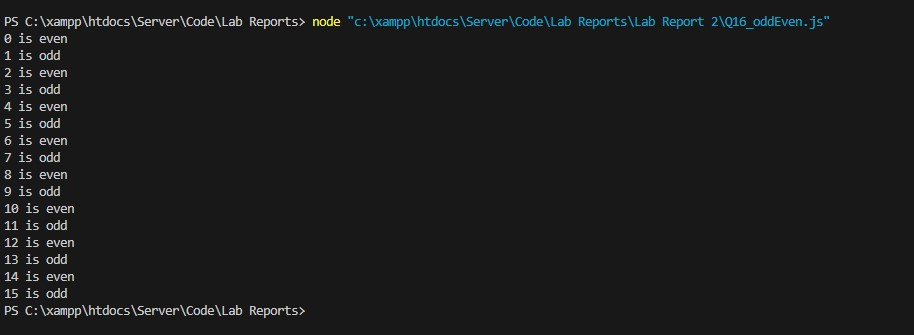 PS C:\xampp\htdocs\Server\Code\Lab Reports> node "c:\xampp\htdocs\Server\Code\Lab Reports\Lab Report 2\Q16_oddEven.js"
0 is even
1 is odd
2 is even
3 is odd
4 is even
5 is odd
6 is even
7 is odd
8 is even
9 is odd
10 is even
11 is odd
12 is even
13 is odd
14 is even
15 is odd
PS C:\xampp\htdocs\Server\Code\Lab Reports>